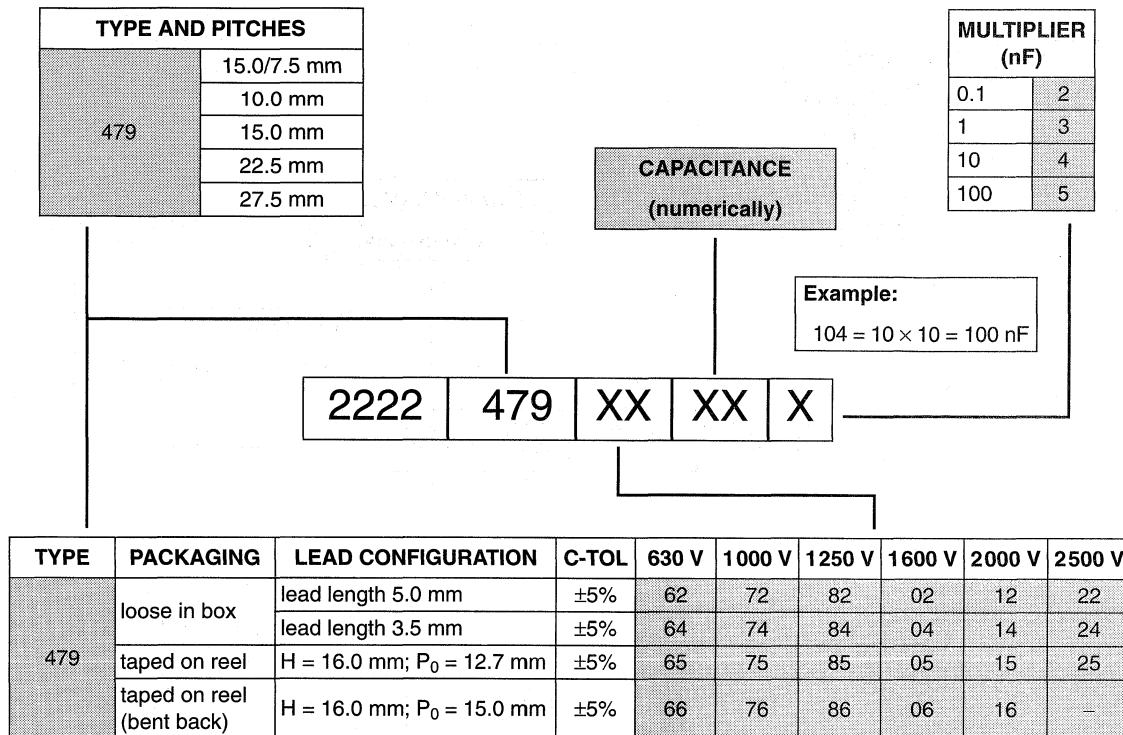 TYPE AND PITCHES
479
15.0/7.5 mm
10.0 mm
15.0 mm
22.5 mm
27.5 mm
CAPACITANCE
(numerically)
MULTIPLIER
(nF)
0.1 2
1 3
10 4
100 5
Example:
104 = 10 × 10 = 100 nF
2222 479 XX XX X
TYPE PACKAGING LEAD CONFIGURATION C-TOL 630 V 1000 V 1250 V 1600 V 2000 V 2500 V
479
loose in box
lead length 5.0 mm ±5% 62 72 82 02 12 22
lead length 3.5 mm ±5% 64 74 84 04 14 24
taped on reel H = 16.0 mm; P0 = 12.7 mm ±5% 65 75 85 05 15 25
taped on reel
(bent back)
H = 16.0 mm; P0 = 15.0 mm ±5% 66 76 86 06 16 –